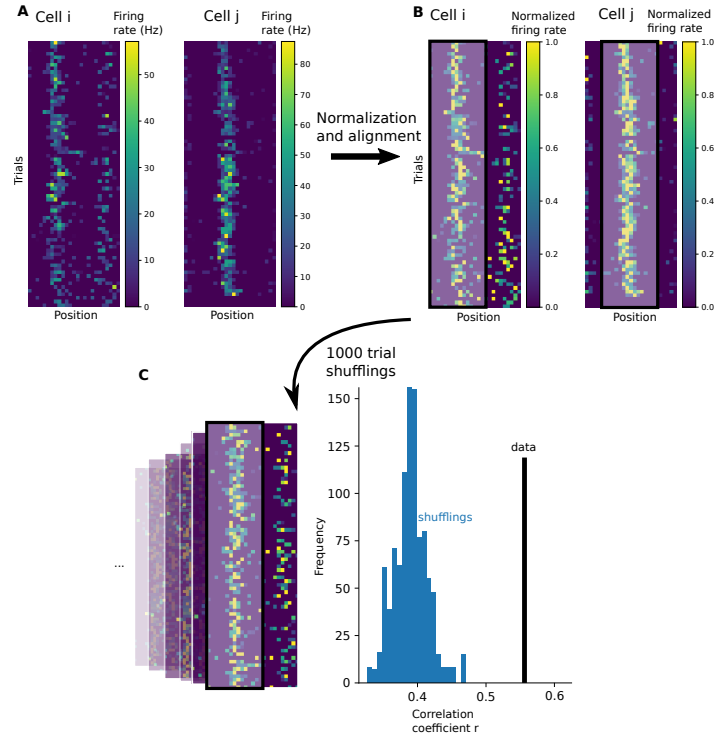 A
Cell i
Firing
rate (Hz)
50
40
30
20
10
0
Trials
Position
Cell j
Firing
rate (Hz)
80
70
60
50
40
30
20
10
0
Normalization
and alignment
B
Cell i
Normalized
firing rate
1.0
0.8
0.6
0.4
0.2
0.0
Trials
Position
Cell j
Normalized
firing rate
1.0
0.8
0.6
0.4
0.2
0.0
Position
C
1000 trial
shufflings
...
150
125
100
75
50
25
0
Frequency
data
shufflings
0.4
0.5
0.6
Correlation
coefficient r